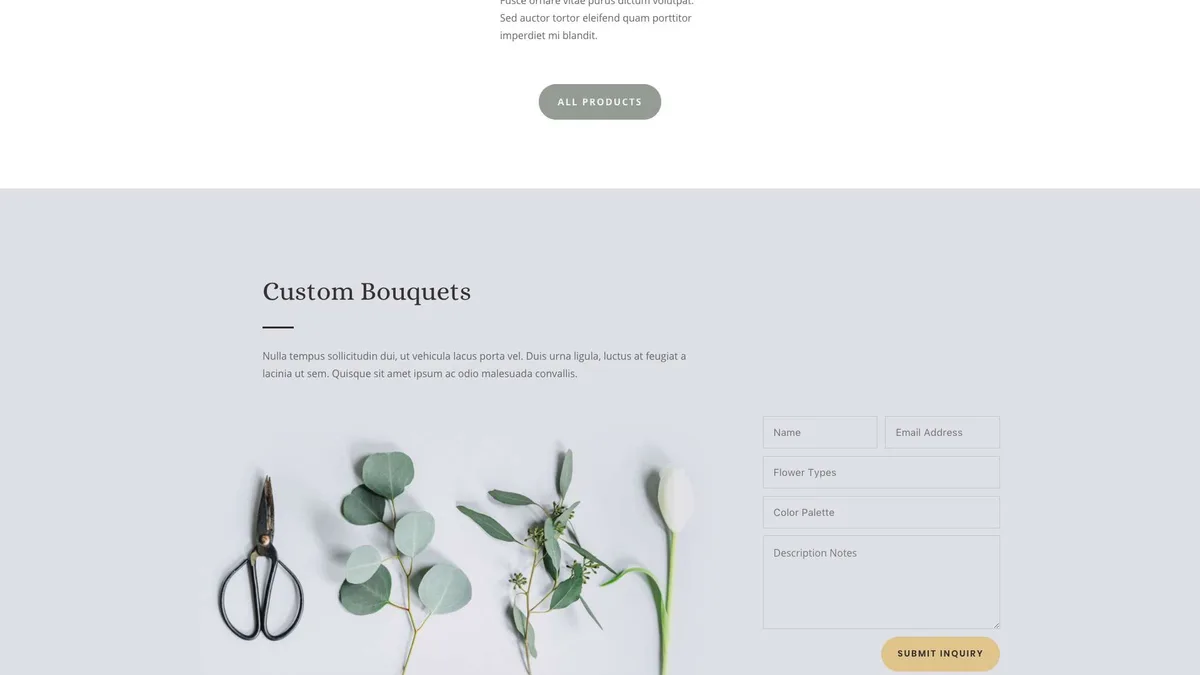 Fusce ornare vitae purus dictum volutpat.
Sed auctor tortor eleifend quam porttitor
imperdiet mi blandit.
ALL PRODUCTS
Custom Bouquets
Nulla tempus sollicitudin dui, ut vehicula lacus porta vel. Duis urna ligula, luctus at feugiat a
lacinia ut sem. Quisque sit amet ipsum ac odio malesuada convallis.
Name
Email Address
Flower Types
Color Palette
Description Notes
SUBMIT INQUIRY